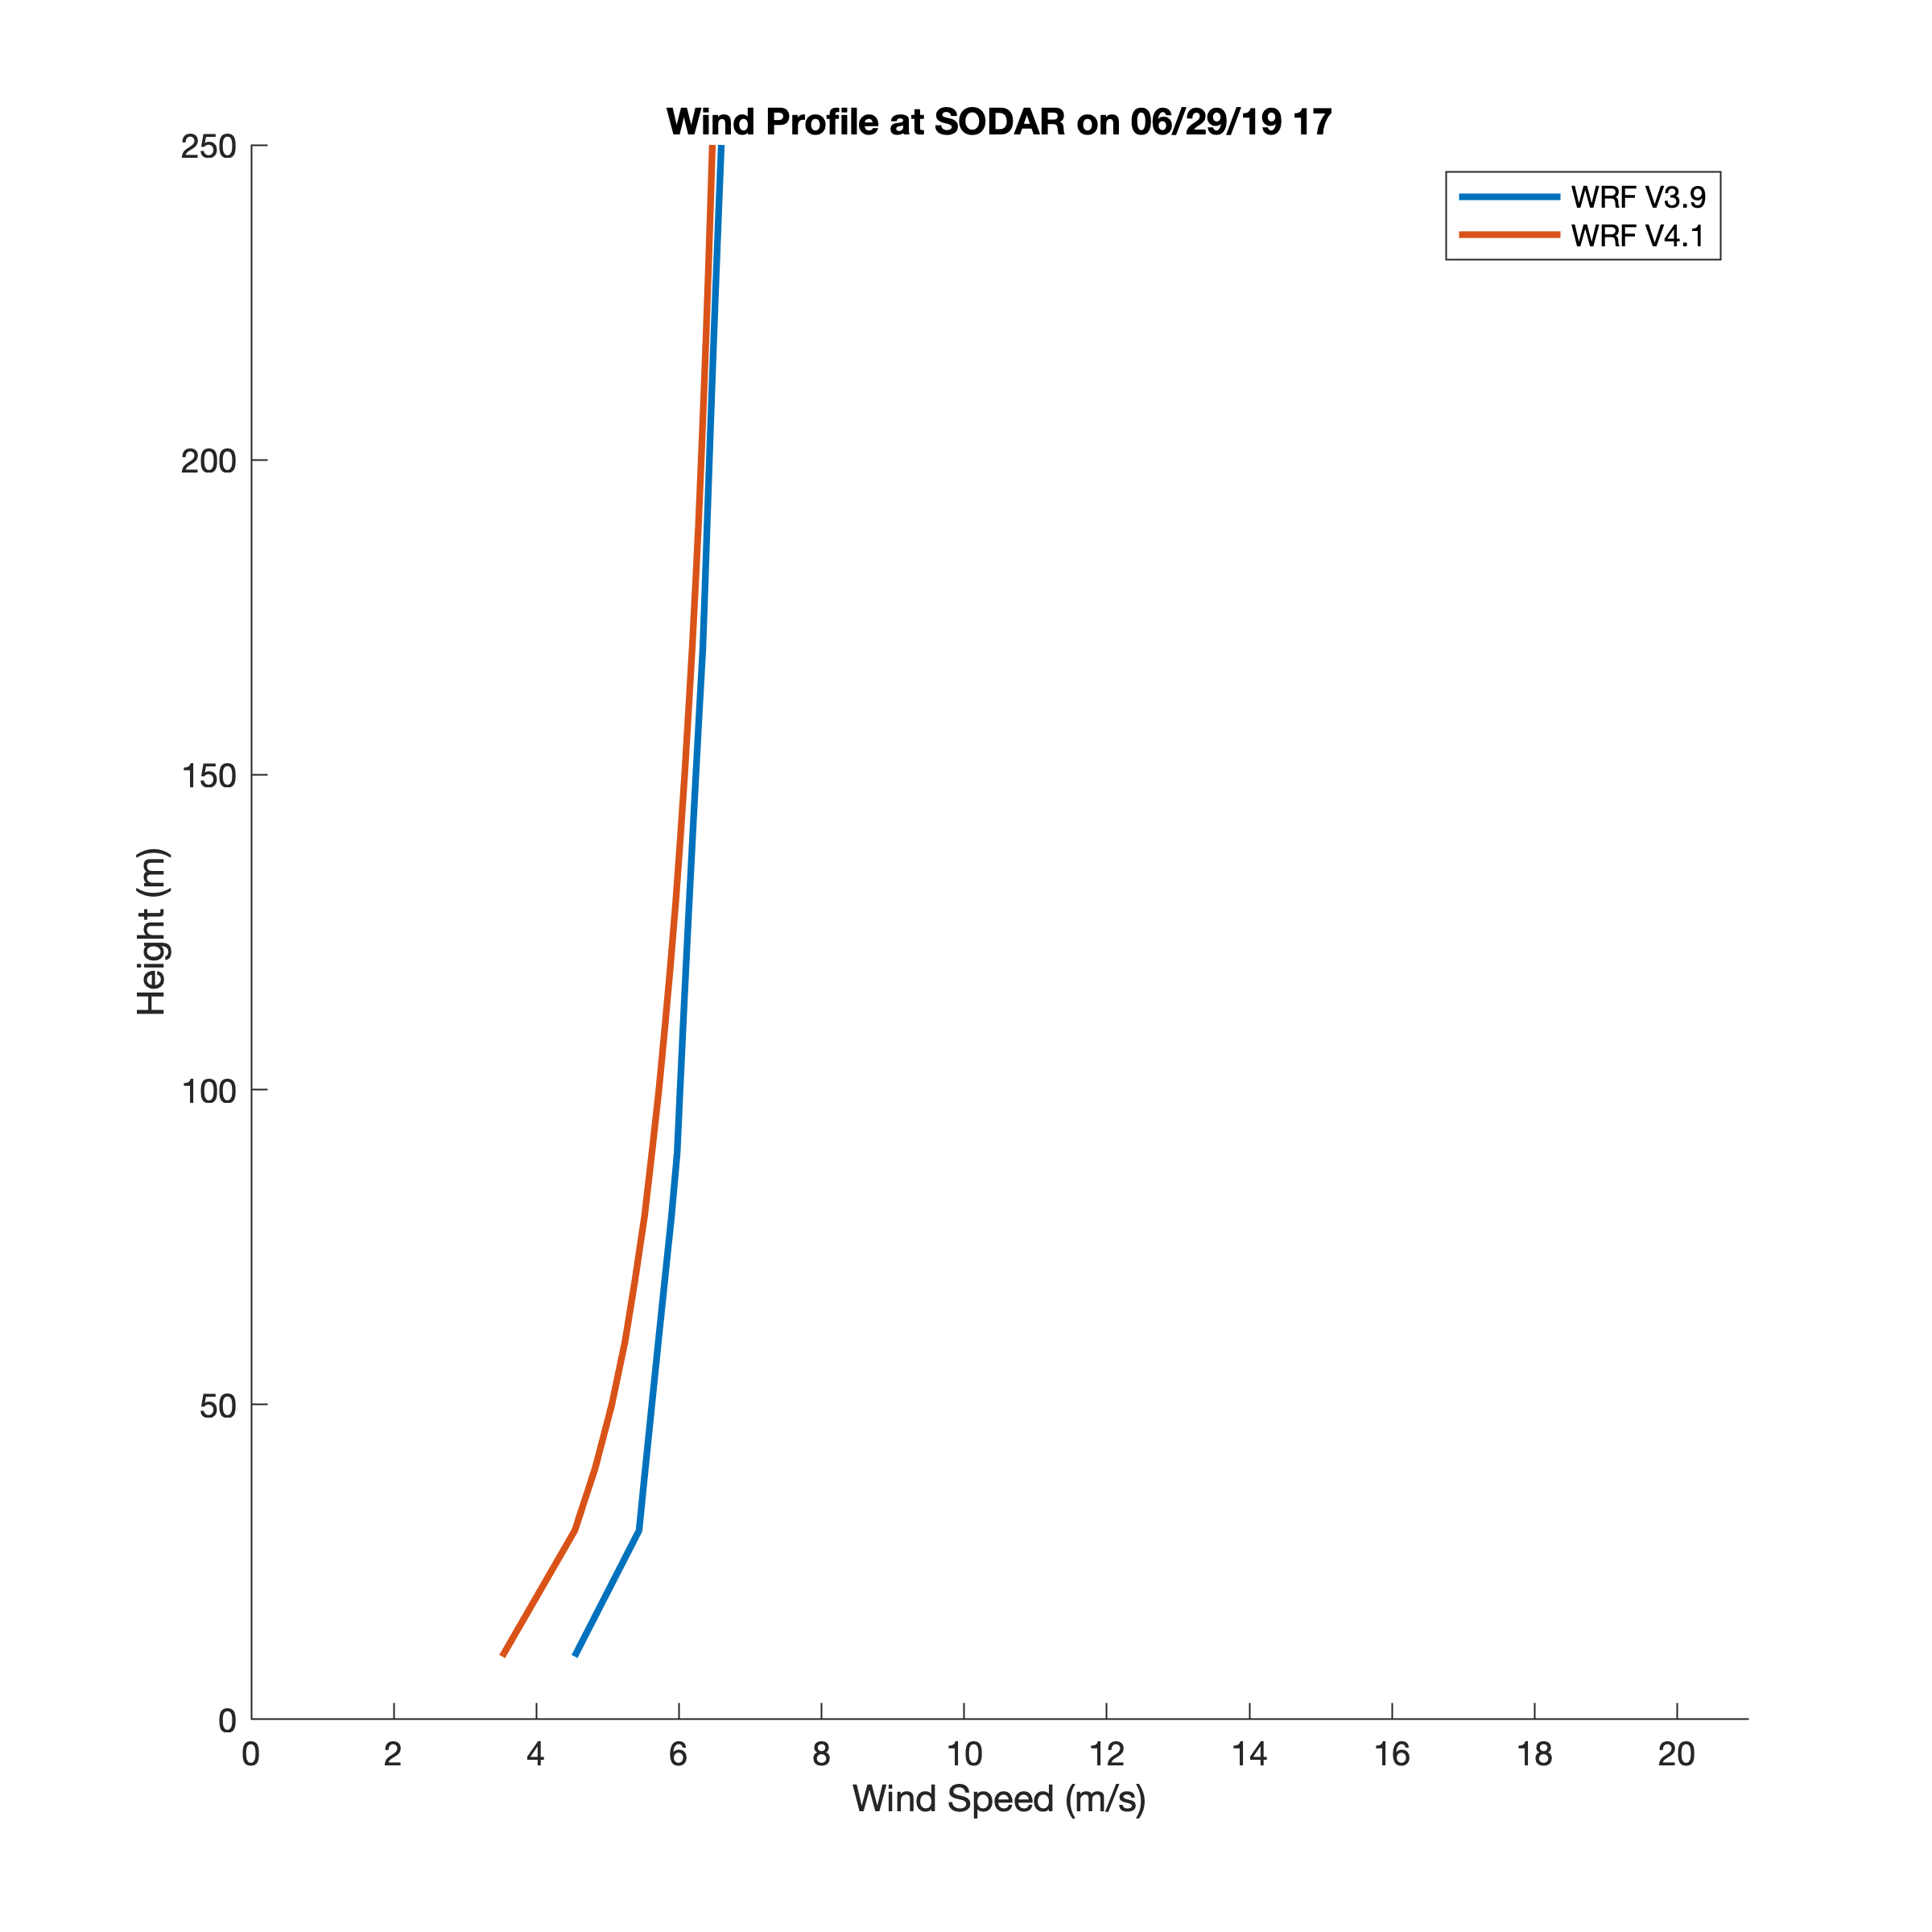 Wind Profile at SODAR on 06/29/19 17
WRF V3.9
WRF V4.1
250
200
150
100
50
0
Height (m)
0 2 4 6 8 10 12 14 16 18 20
Wind Speed (m/s)